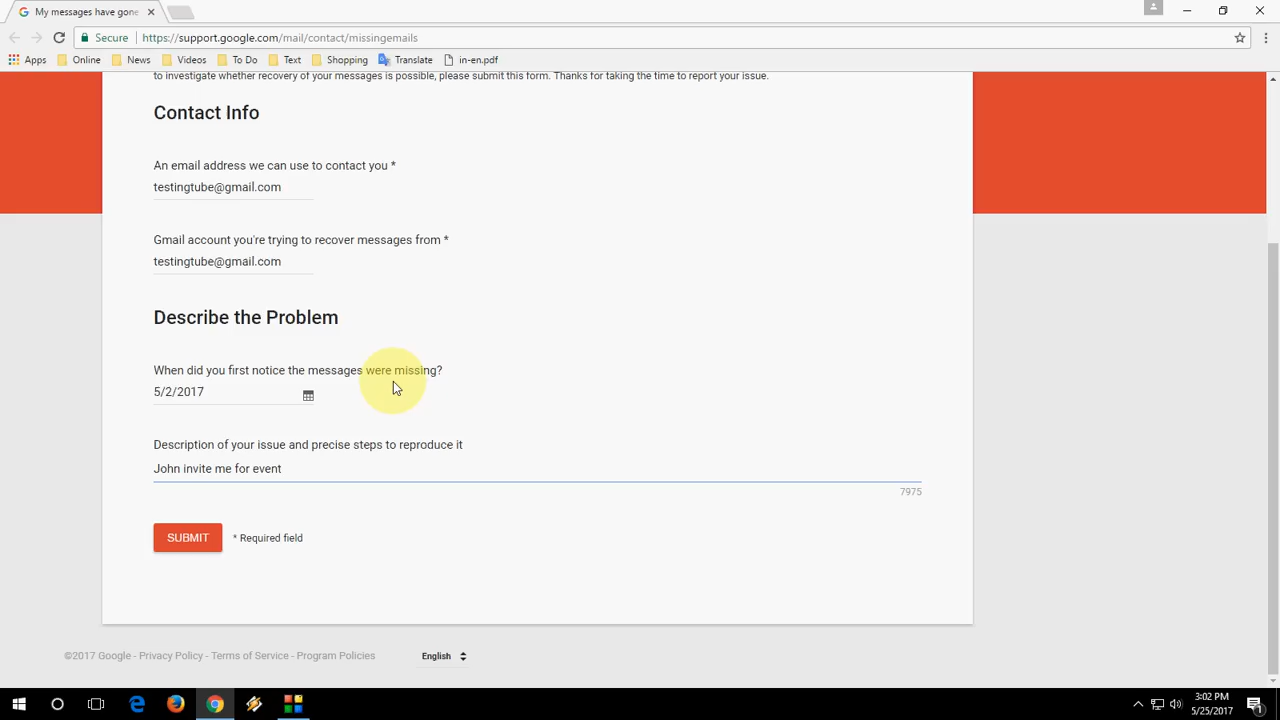 My messages have gone
Secure https://support.google.com/mail/contact/missingemails
Apps Online News Videos To Do Text Shopping Translate in-en.pdf
to investigate whether recovery of your messages is possible, please submit this form. Thanks for taking the time to report your issue.
Contact Info
An email address we can use to contact you *
testingtube@gmail.com
Gmail account you're trying to recover messages from *
testingtube@gmail.com
Describe the Problem
When did you first notice the messages were missing?
5/2/2017
Description of your issue and precise steps to reproduce it
John invite me for event
7975
SUBMIT * Required field
©2017 Google - Privacy Policy - Terms of Service - Program Policies English
3:02 PM
5/25/2017
1